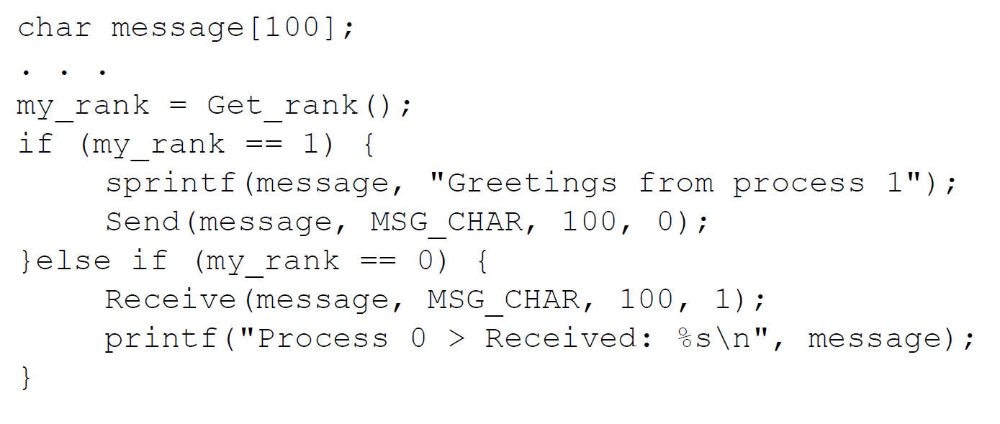 char message[100];
. . .
my_rank = Get_rank();
if (my_rank == 1) {
     sprintf(message, "Greetings from process 1");
     Send(message, MSG_CHAR, 100, 0);
}else if (my_rank == 0) {
     Receive(message, MSG_CHAR, 100, 1);
     printf("Process 0 > Received: %s\n", message);
}